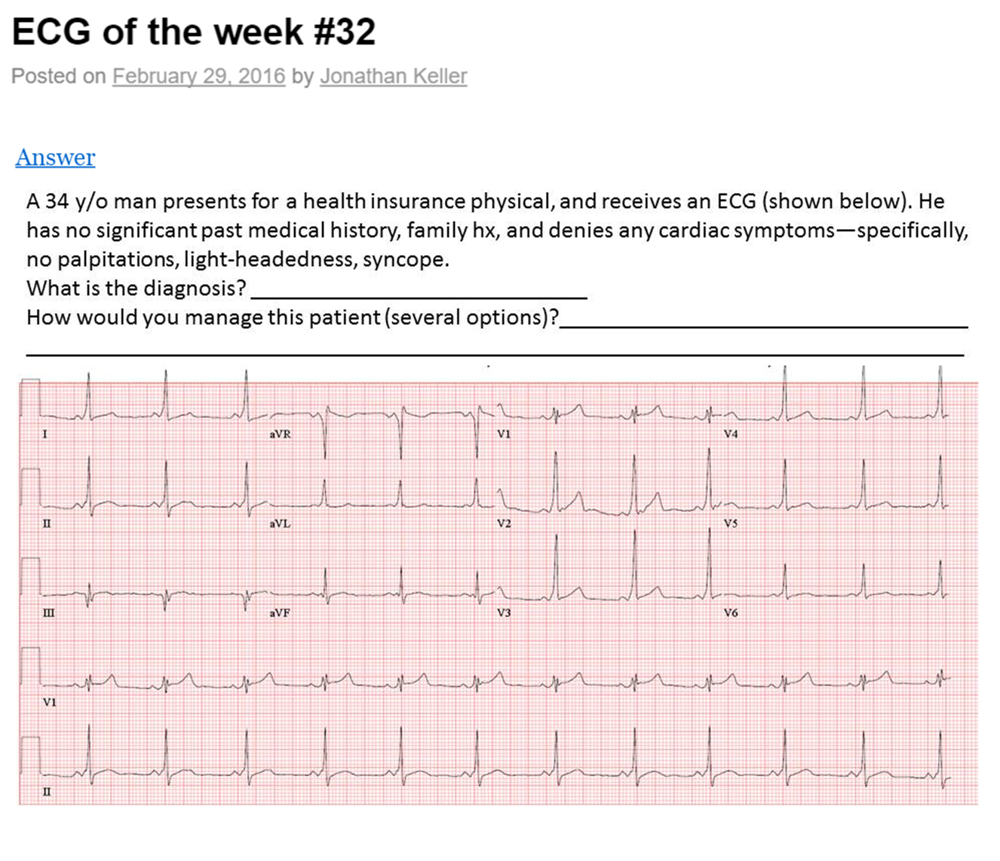 ECG of the week #32
Posted on February 29, 2016 by Jonathan Keller
Answer
A 34 y/o man presents for a health insurance physical, and receives an ECG (shown below). He
has no significant past medical history, family hx, and denies any cardiac symptoms—specifically,
no palpitations, light-headedness, syncope.
What is the diagnosis?
How would you manage this patient (several options)?
I aVR V1 V4
II aVL V2 V5
III aVF V3 V6
V1
II